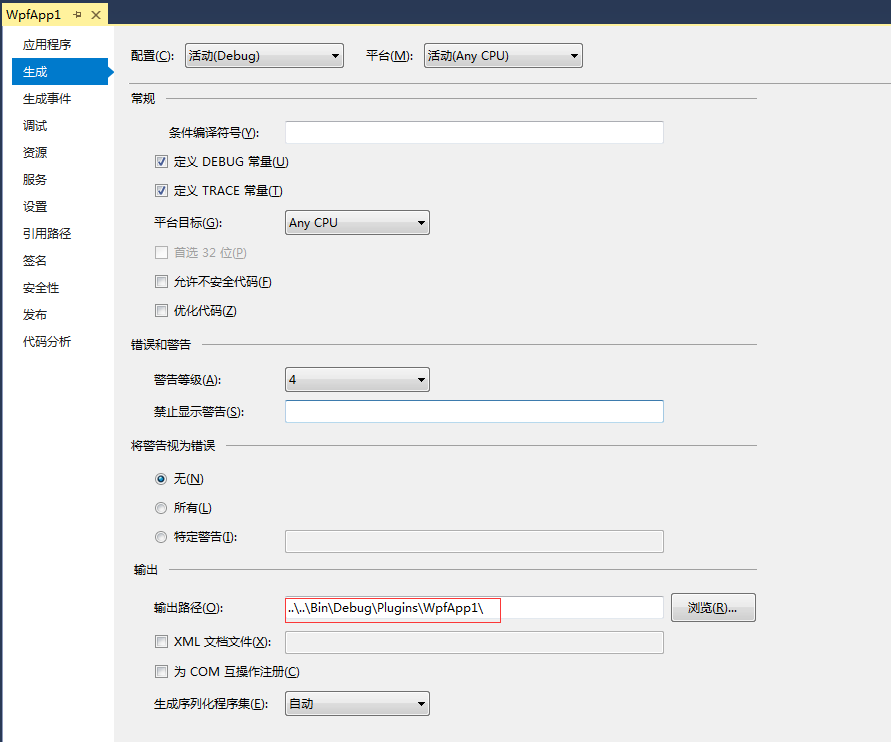 WpfApp1
应用程序
生成
生成事件
调试
资源
服务
设置
引用路径
签名
安全性
发布
代码分析
配置(C): 活动(Debug) 平台(M): 活动(Any CPU)
常规
条件编译符号(Y):
定义 DEBUG 常量(U)
定义 TRACE 常量(T)
平台目标(G): Any CPU
首选 32 位(P)
允许不安全代码(F)
优化代码(Z)
错误和警告
警告等级(A): 4
禁止显示警告(S):
将警告视为错误
无(N)
所有(L)
特定警告(I):
输出
输出路径(O): ..\..\Bin\Debug\Plugins\WpfApp1\ 浏览(R)...
XML 文档文件(X):
为 COM 互操作注册(C)
生成序列化程序集(E): 自动